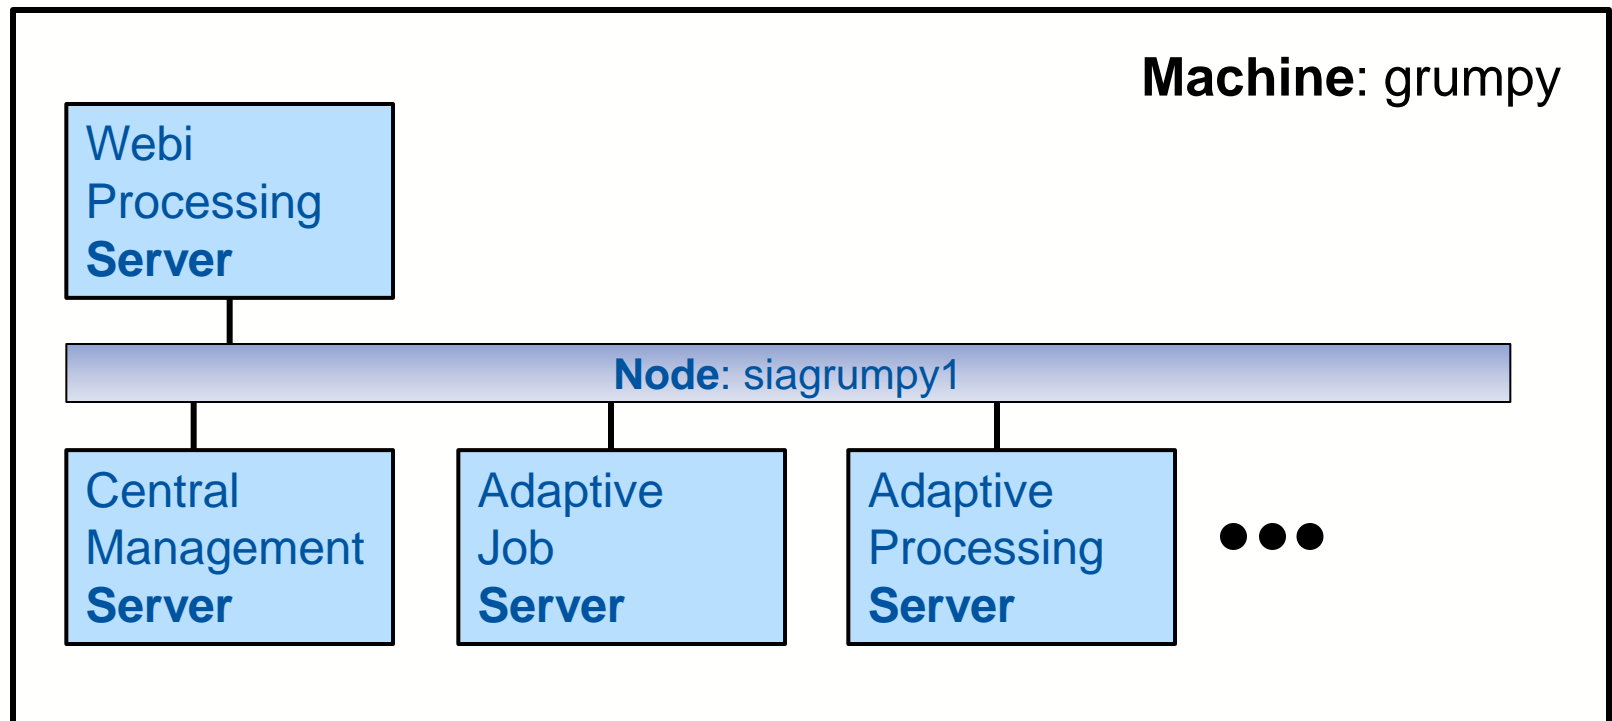 Machine: grumpy
Webi
Processing
Server
Node: siagrumpy1
Central
Management
Server
Adaptive
Job
Server
Adaptive
Processing
Server
•••